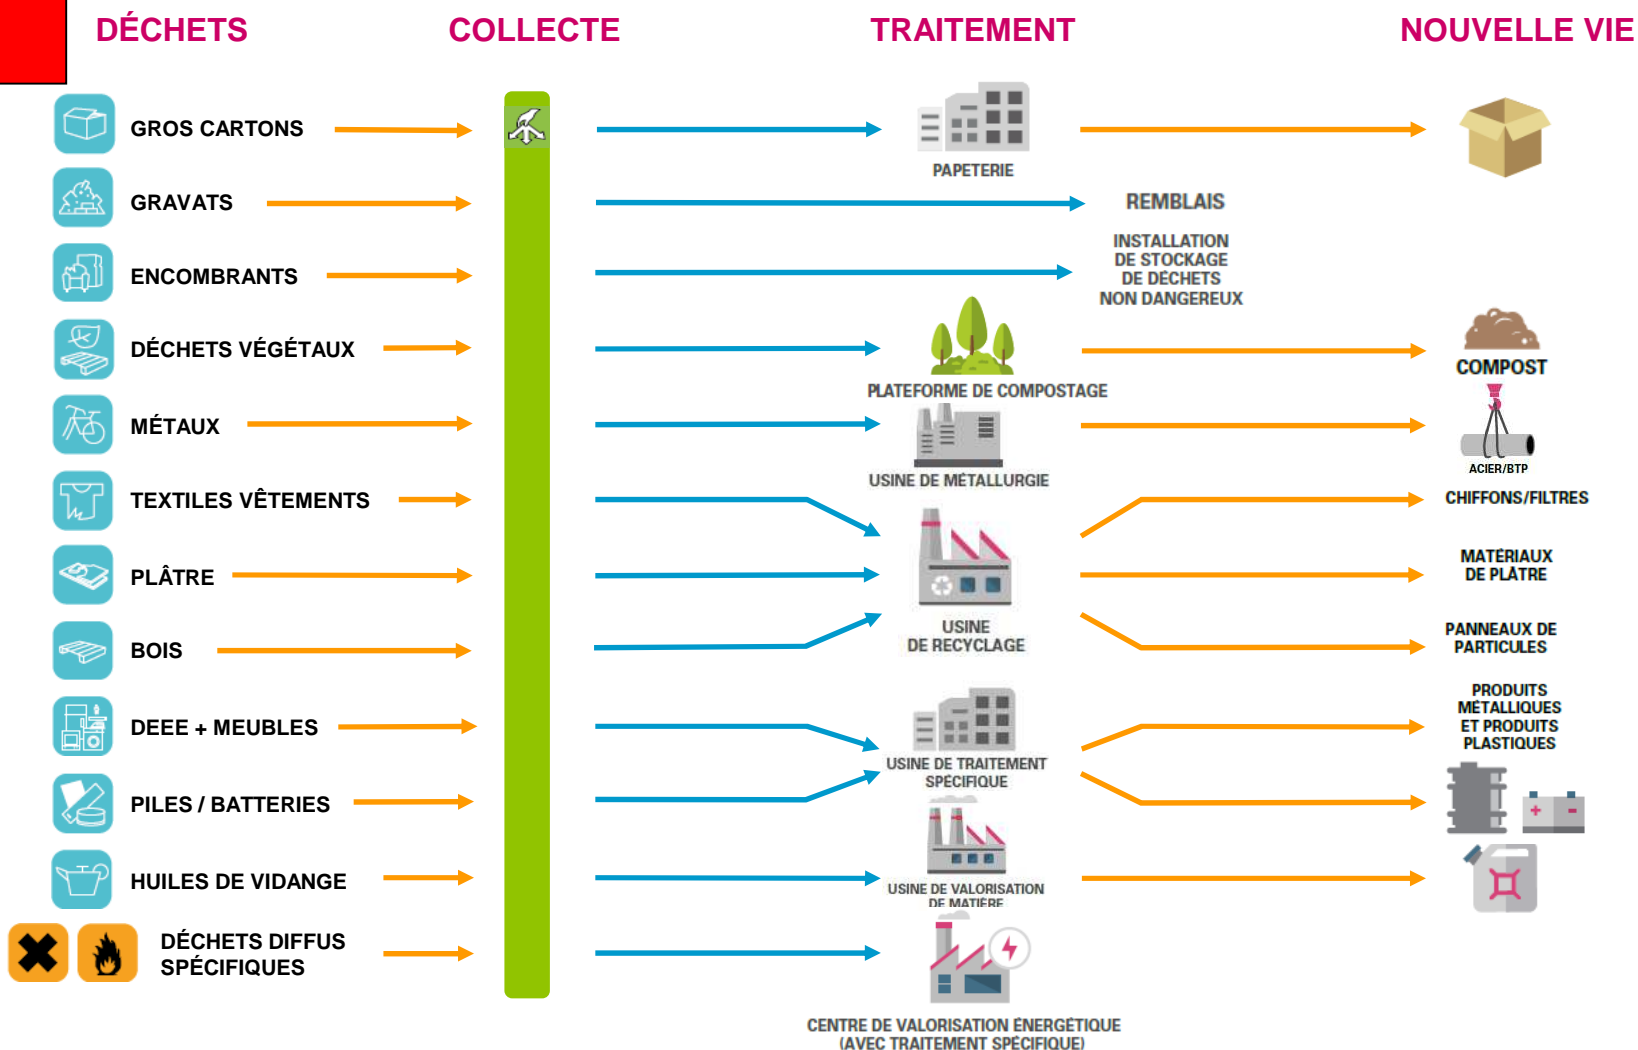 DÉCHETS
COLLECTE
TRAITEMENT
NOUVELLE VIE
GROS CARTONS
PAPETERIE
GRAVATS
REMBLAIS
ENCOMBRANTS
INSTALLATION
DE STOCKAGE
DE DÉCHETS
NON DANGEREUX
DÉCHETS VÉGÉTAUX
PLATEFORME DE COMPOSTAGE
COMPOST
MÉTAUX
USINE DE MÉTALLURGIE
ACIER/BTP
TEXTILES VÊTEMENTS
CHIFFONS/FILTRES
PLÂTRE
MATÉRIAUX
DE PLÂTRE
BOIS
USINE
DE RECYCLAGE
PANNEAUX DE
PARTICULES
DEEE + MEUBLES
USINE DE TRAITEMENT
SPÉCIFIQUE
PRODUITS
MÉTALLIQUES
ET PRODUITS
PLASTIQUES
PILES / BATTERIES
+ -
HUILES DE VIDANGE
USINE DE VALORISATION
DE MATIÈRE
DÉCHETS DIFFUS
SPÉCIFIQUES
CENTRE DE VALORISATION ÉNERGÉTIQUE
(AVEC TRAITEMENT SPÉCIFIQUE)